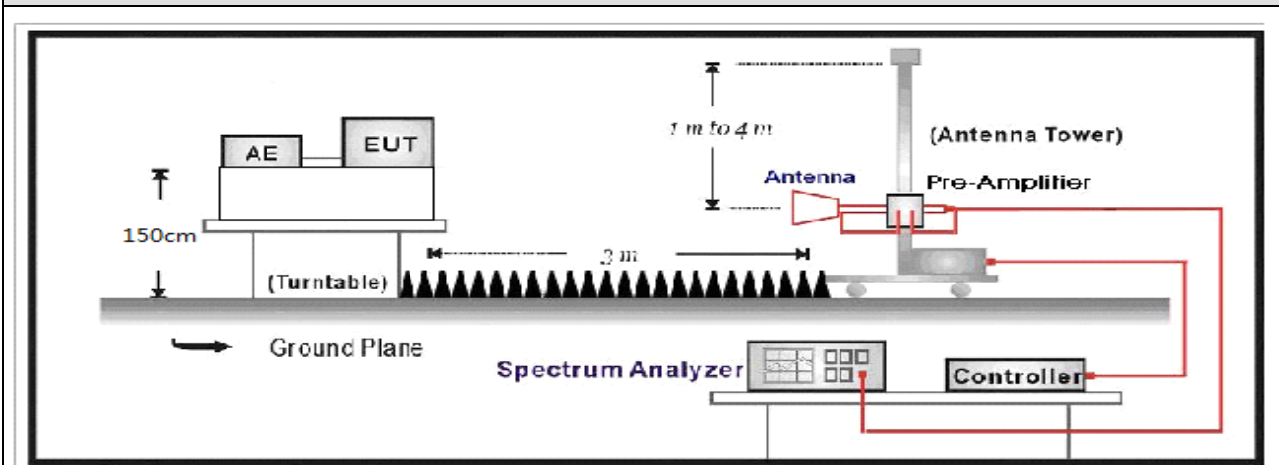 1 m to 4 m
(Antenna Tower)
AE
EUT
Antenna
Pre-Amplifier
150cm
3 m
(Turntable)
Ground Plane
Spectrum Analyzer
Controller